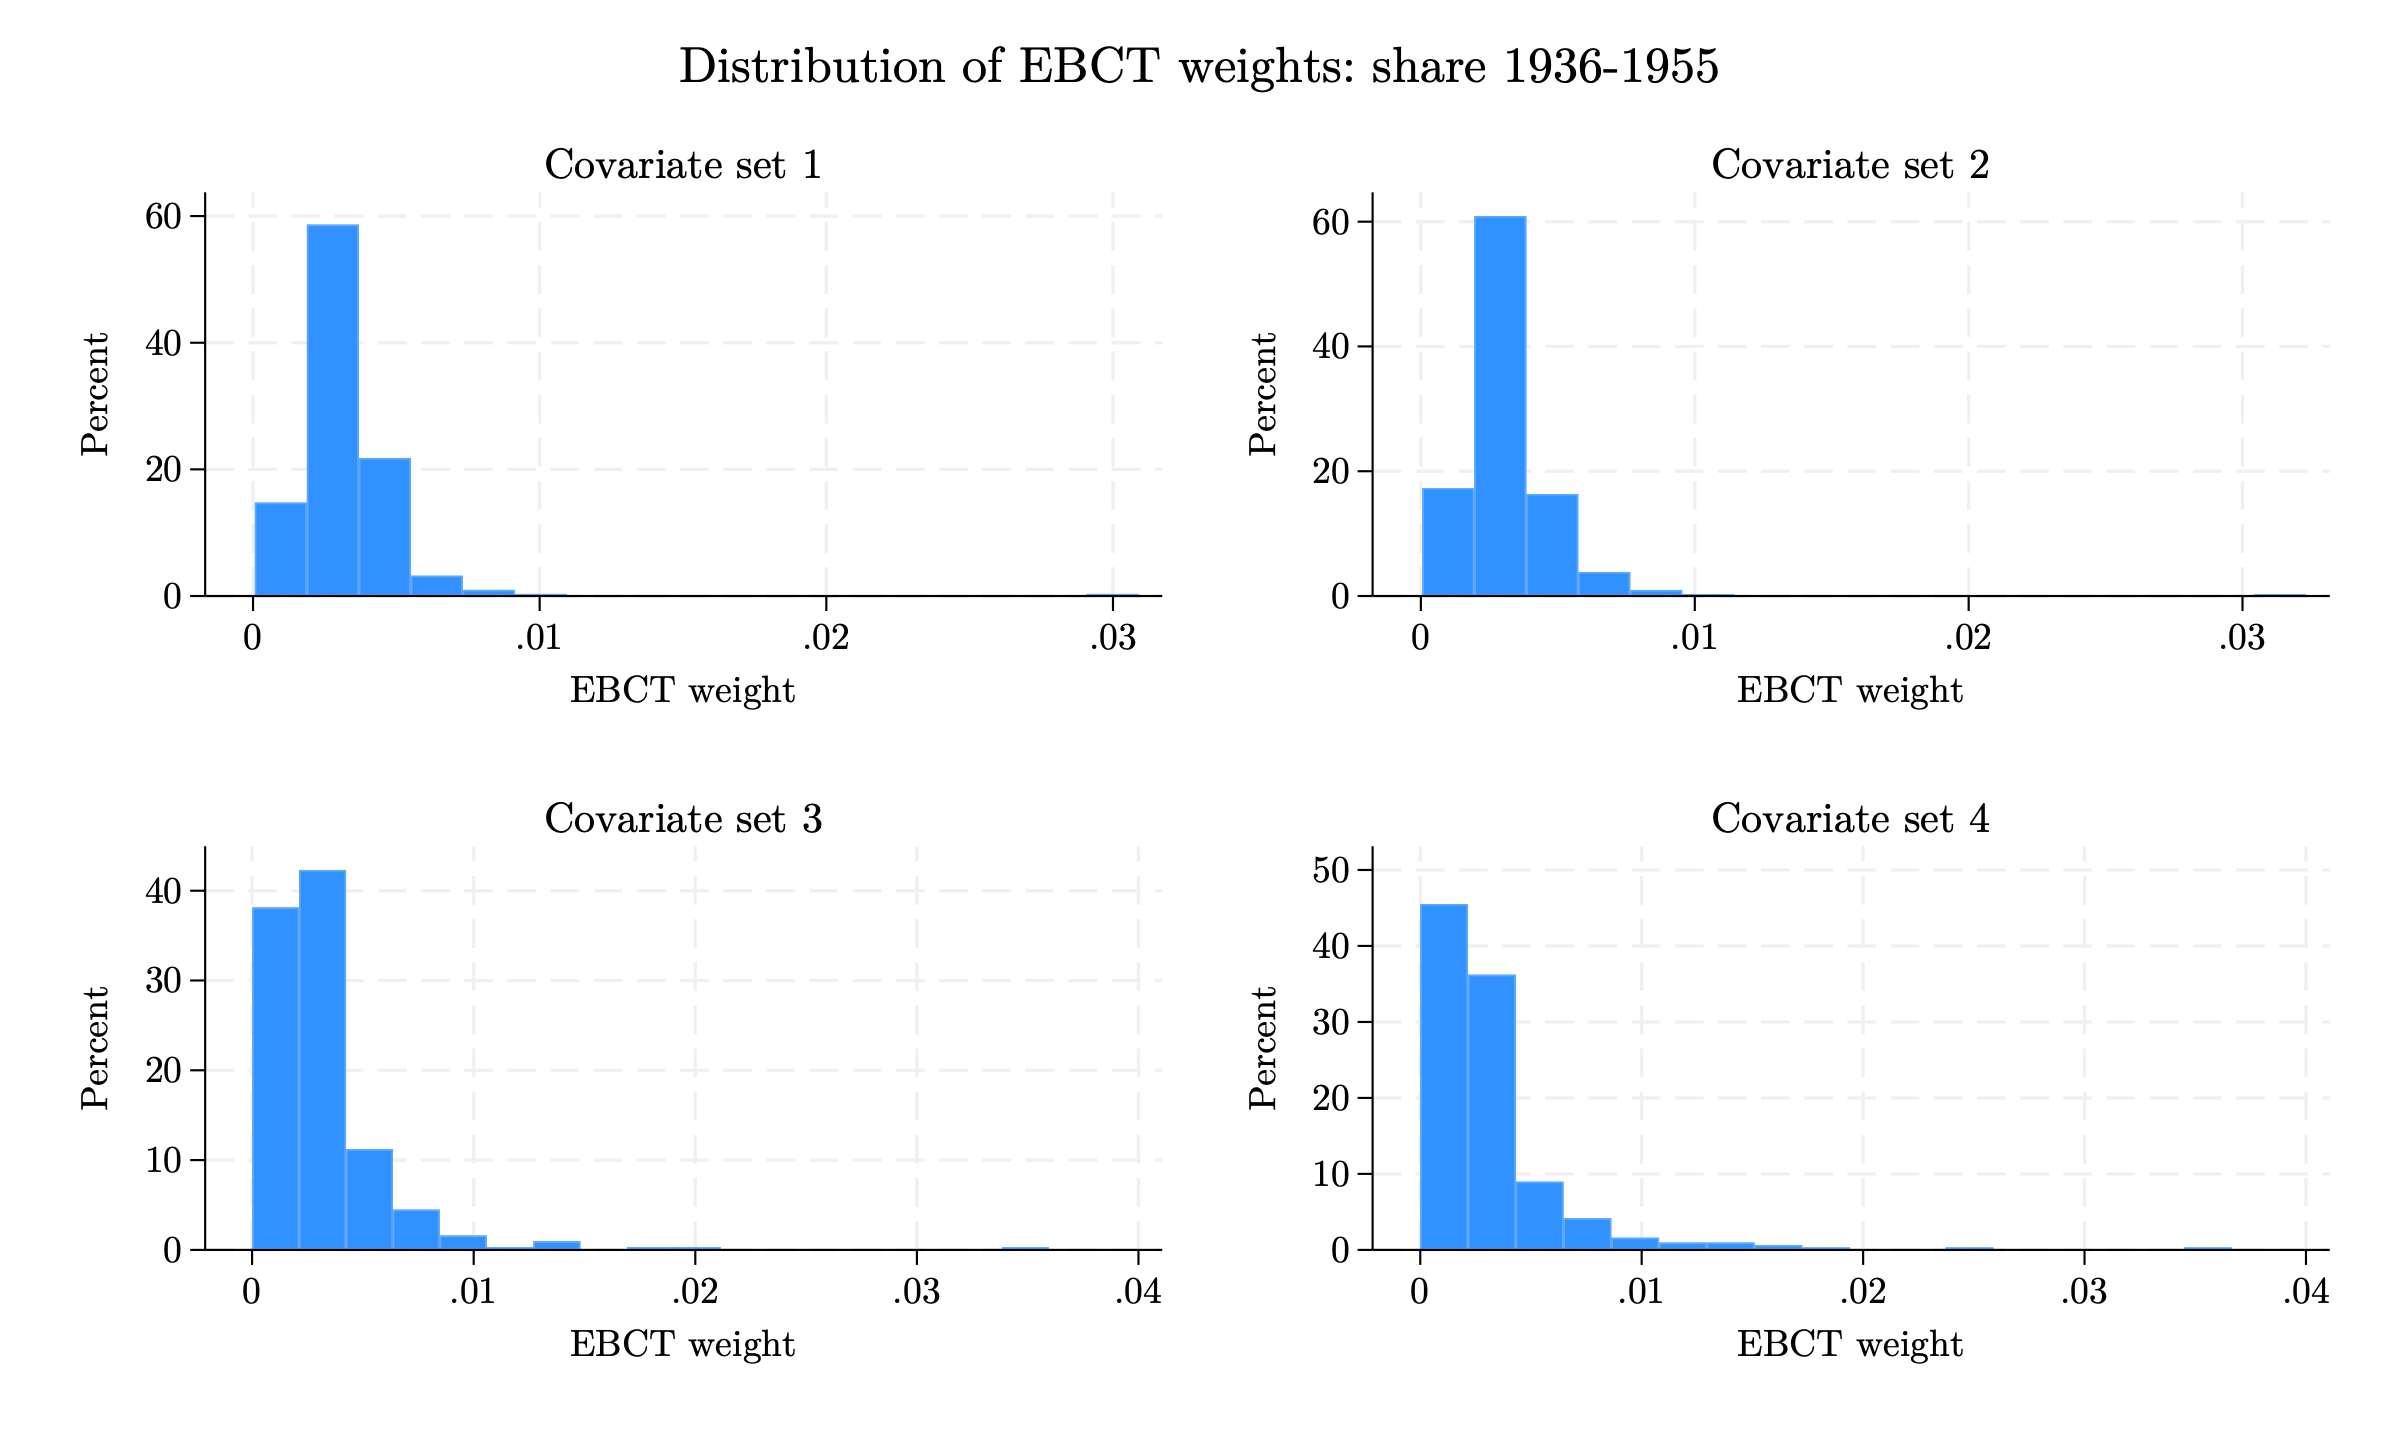 Distribution of EBCT weights: share 1936-1955
Covariate set 1
60
40
20
0
Percent
0 .01 .02 .03
EBCT weight
Covariate set 2
60
40
20
0
Percent
0 .01 .02 .03
EBCT weight
Covariate set 3
40
30
20
10
0
Percent
0 .01 .02 .03 .04
EBCT weight
Covariate set 4
50
40
30
20
10
0
Percent
0 .01 .02 .03 .04
EBCT weight